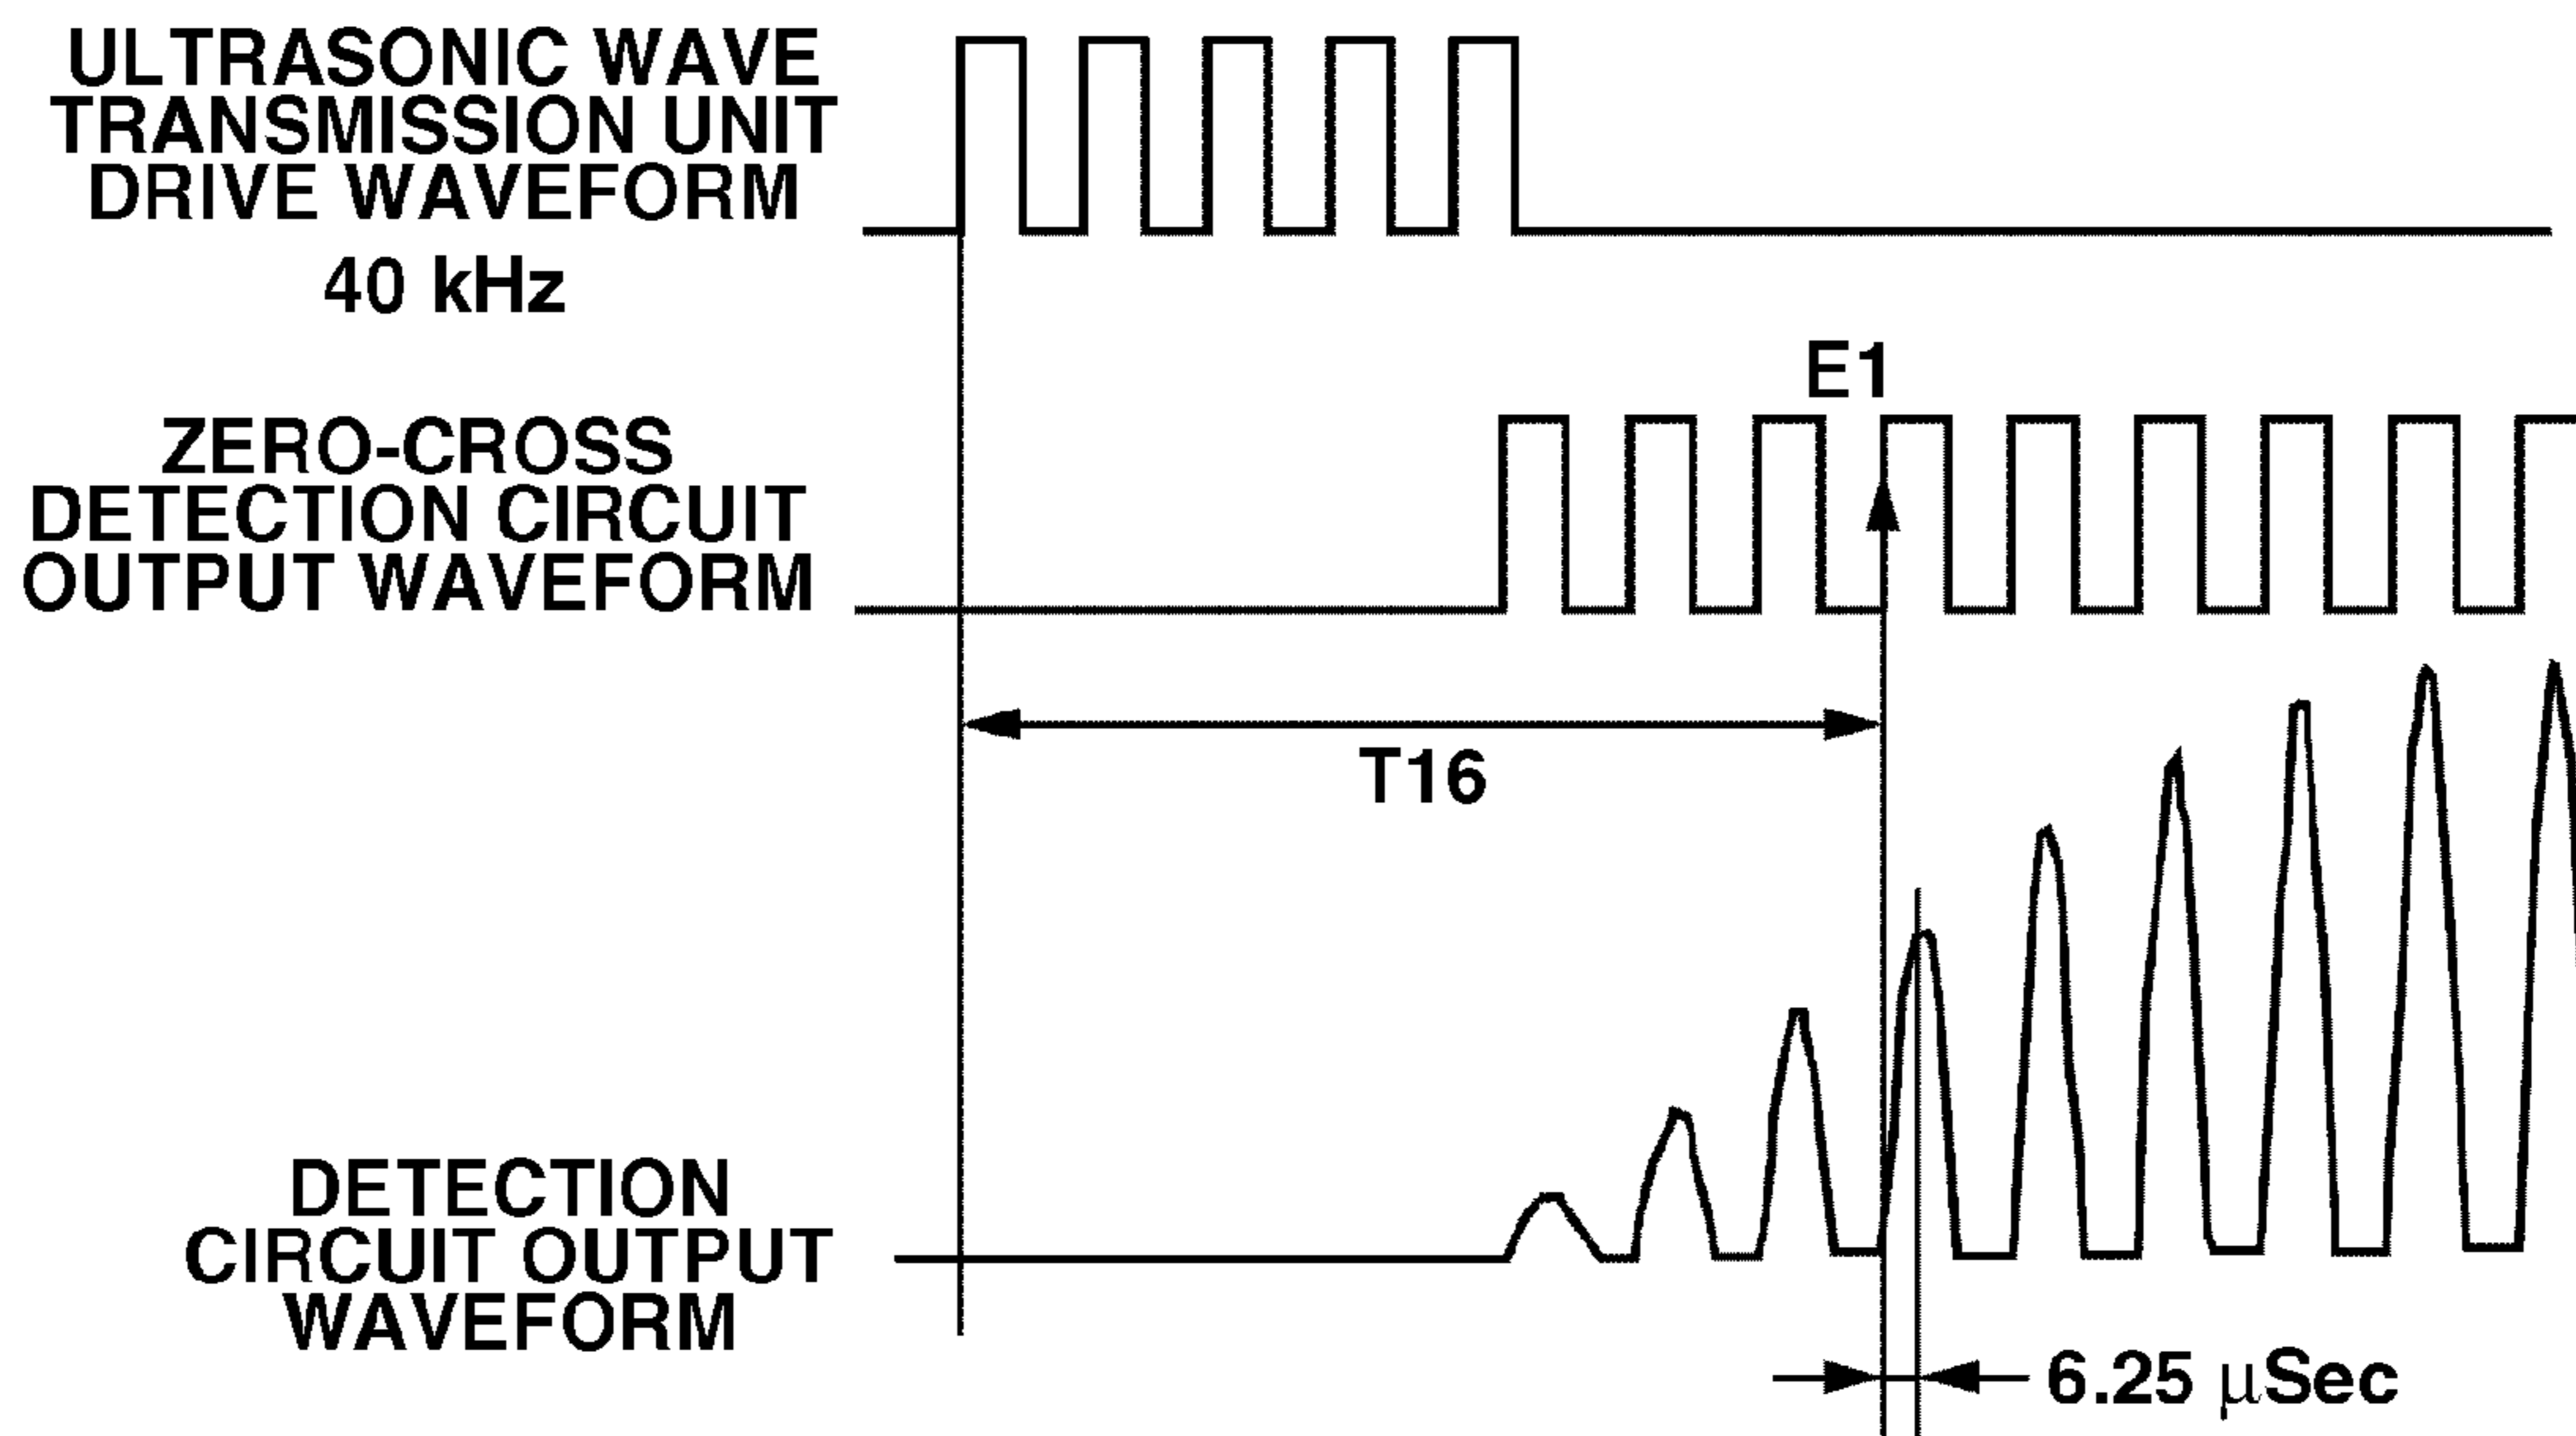 ULTRASONIC WAVE
TRANSMISSION UNIT
DRIVE WAVEFORM
40 kHz
E1
ZERO-CROSS
DETECTION CIRCUIT
OUTPUT WAVEFORM
T16
DETECTION
CIRCUIT OUTPUT
WAVEFORM
6.25 μSec